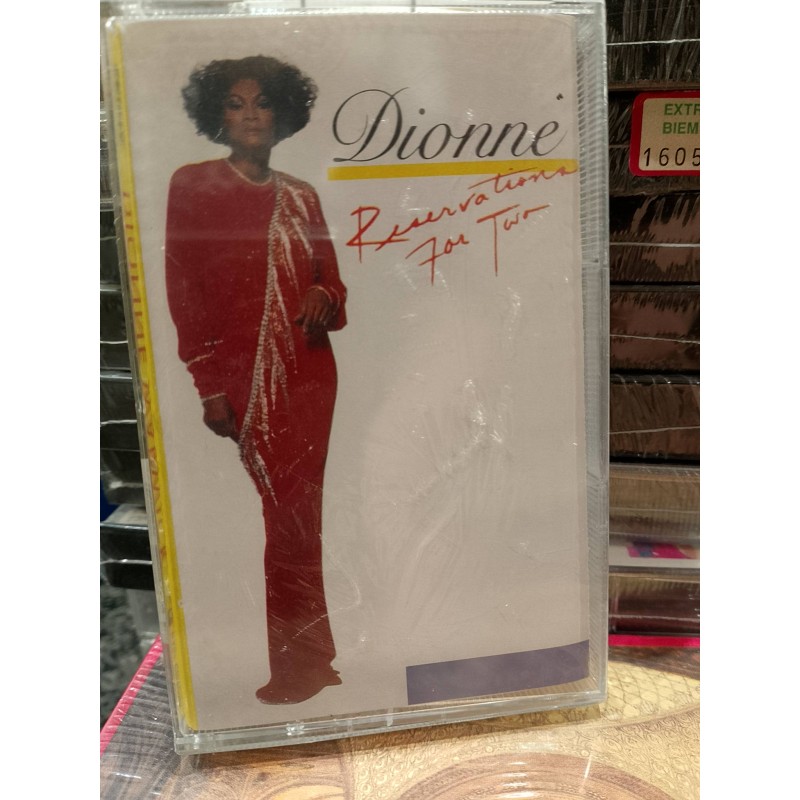 Dionne
Reservations
For Two
EXTR
BIEM
1605